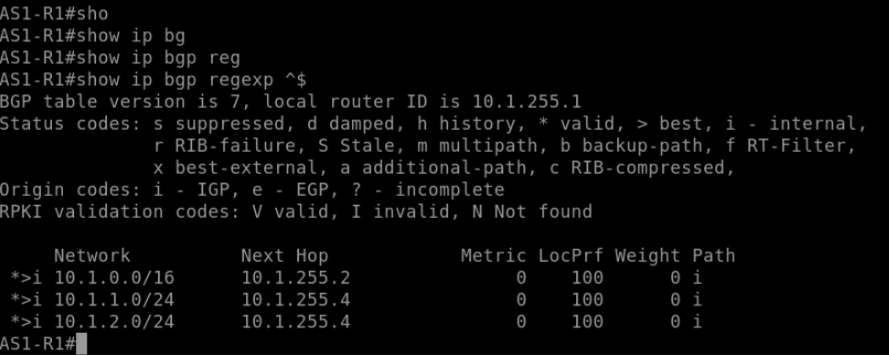 AS1-R1#sho
AS1-R1#show ip bg
AS1-R1#show ip bgp reg
AS1-R1#show ip bgp regexp ^$
BGP table version is 7, local router ID is 10.1.255.1
Status codes: s suppressed, d damped, h history, * valid, > best, i - internal,
              r RIB-failure, S Stale, m multipath, b backup-path, f RT-Filter,
              x best-external, a additional-path, c RIB-compressed,
Origin codes: i - IGP, e - EGP, ? - incomplete
RPKI validation codes: V valid, I invalid, N Not found
     Network          Next Hop            Metric LocPrf Weight Path
 *>i 10.1.0.0/16      10.1.255.2               0    100      0 i
 *>i 10.1.1.0/24      10.1.255.4               0    100      0 i
 *>i 10.1.2.0/24      10.1.255.4               0    100      0 i
AS1-R1#